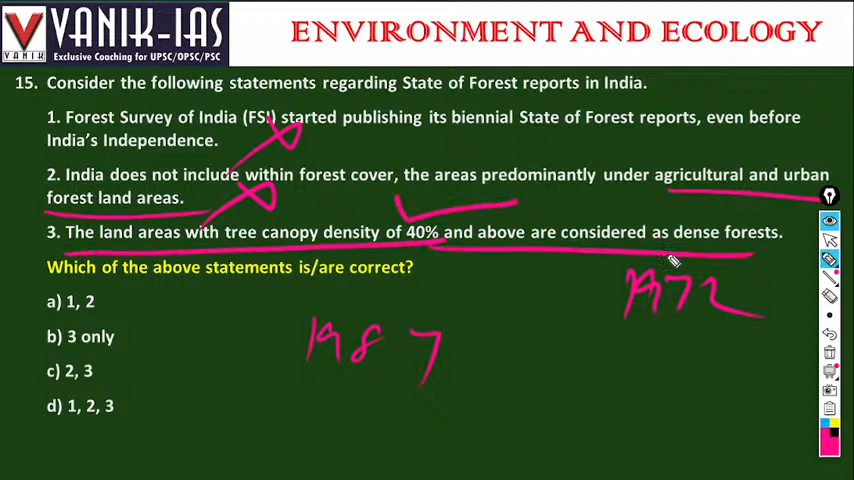 VANIK-IAS
VANIK
Exclusive Coaching for UPSC/OPSC/PSC
ENVIRONMENT AND ECOLOGY
15. Consider the following statements regarding State of Forest reports in India.
1. Forest Survey of India (FSI) started publishing its biennial State of Forest reports, even before
India's Independence.
2. India does not include within forest cover, the areas predominantly under agricultural and urban
forest land areas.
3. The land areas with tree canopy density of 40% and above are considered as dense forests.
Which of the above statements is/are correct?
a) 1, 2
1972
b) 3 only
1987
c) 2, 3
d) 1, 2, 3